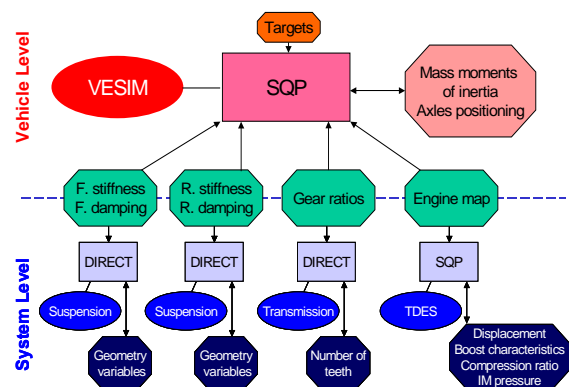 Targets
Vehicle Level
VESIM
SQP
Mass moments
of inertia
Axles positioning
F. stiffness
F. damping
R. stiffness
R. damping
Gear ratios
Engine map
System Level
DIRECT
DIRECT
DIRECT
SQP
Suspension
Suspension
Transmission
TDES
Geometry
variables
Geometry
variables
Number of
teeth
Displacement
Boost characteristics
Compression ratio
IM pressure